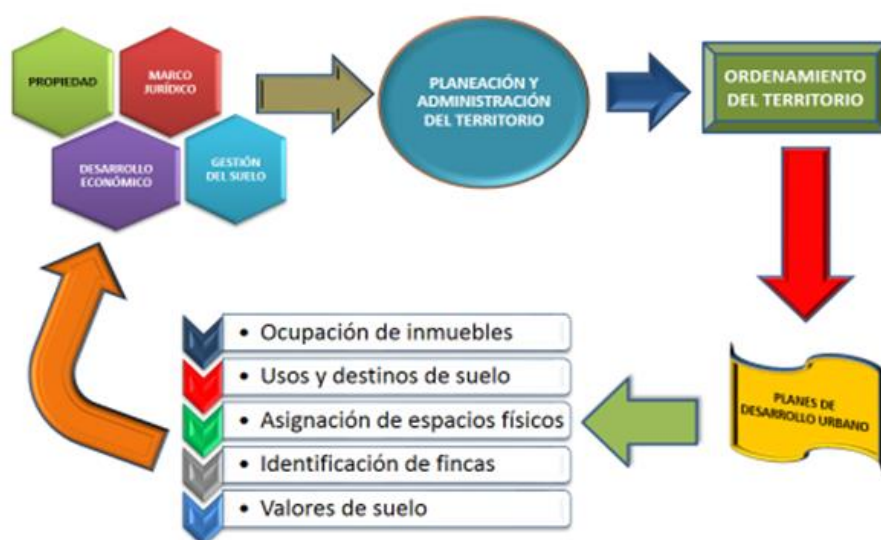 PROPIEDAD
MARCO
JURÍDICO
DESARROLLO
ECONÓMICO
GESTIÓN
DEL SUELO
PLANEACIÓN Y
ADMINISTRACIÓN
DEL TERRITORIO
ORDENAMIENTO
DEL TERRITORIO
PLANES DE
DESARROLLO URBANO
• Ocupación de inmuebles
• Usos y destinos de suelo
• Asignación de espacios físicos
• Identificación de fincas
• Valores de suelo